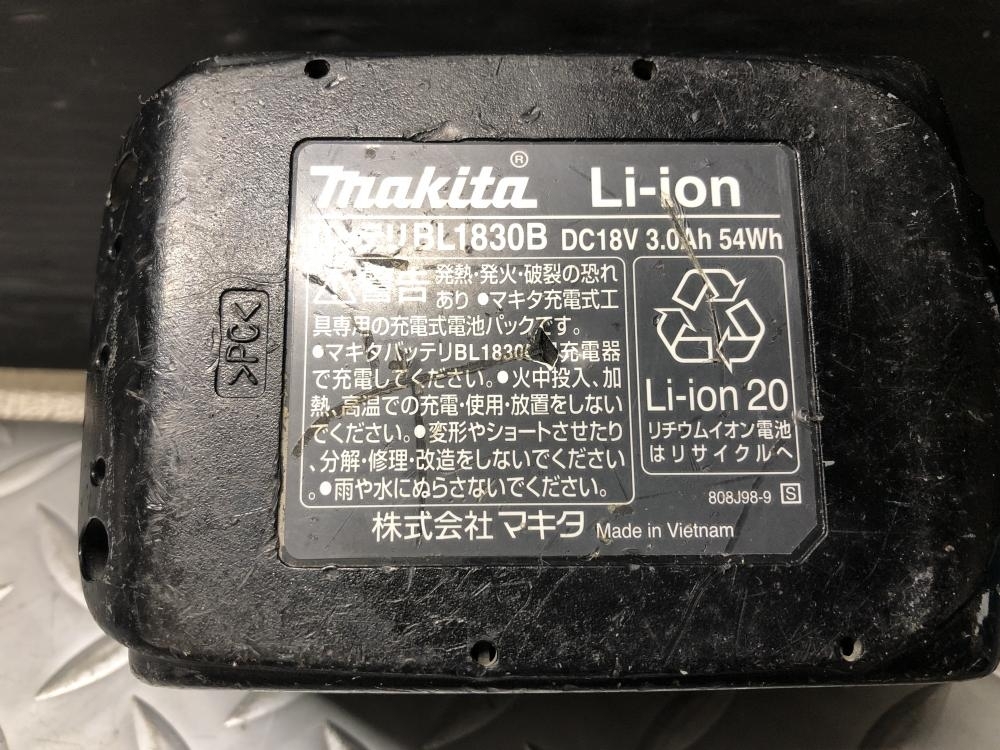 makita® Li-ion
BL1830B DC18V 3.0Ah 54Wh
発熱・発火・破裂の恐れ
あり ●マキタ充電式工
具専用の充電式電池パックです。
●マキタバッテリBL1830 充電器
で充電してください。●火中投入、加
熱、高温での充電・使用・放置をしない
でください。●変形やショートさせたり
、分解・修理・改造をしないでください
。●雨や水にぬらさないでください。
Li-ion 20
リチウムイオン電池
はリサイクルへ
808J98-9 S
株式会社 マキタ Made in Vietnam
>PC<